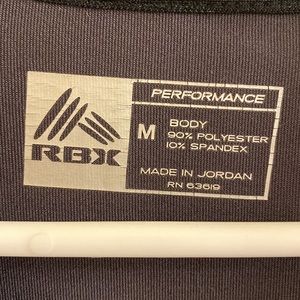 PERFORMANCE
RBX
M
BODY
90% POLYESTER
10% SPANDEX
MADE IN JORDAN
RN 63619